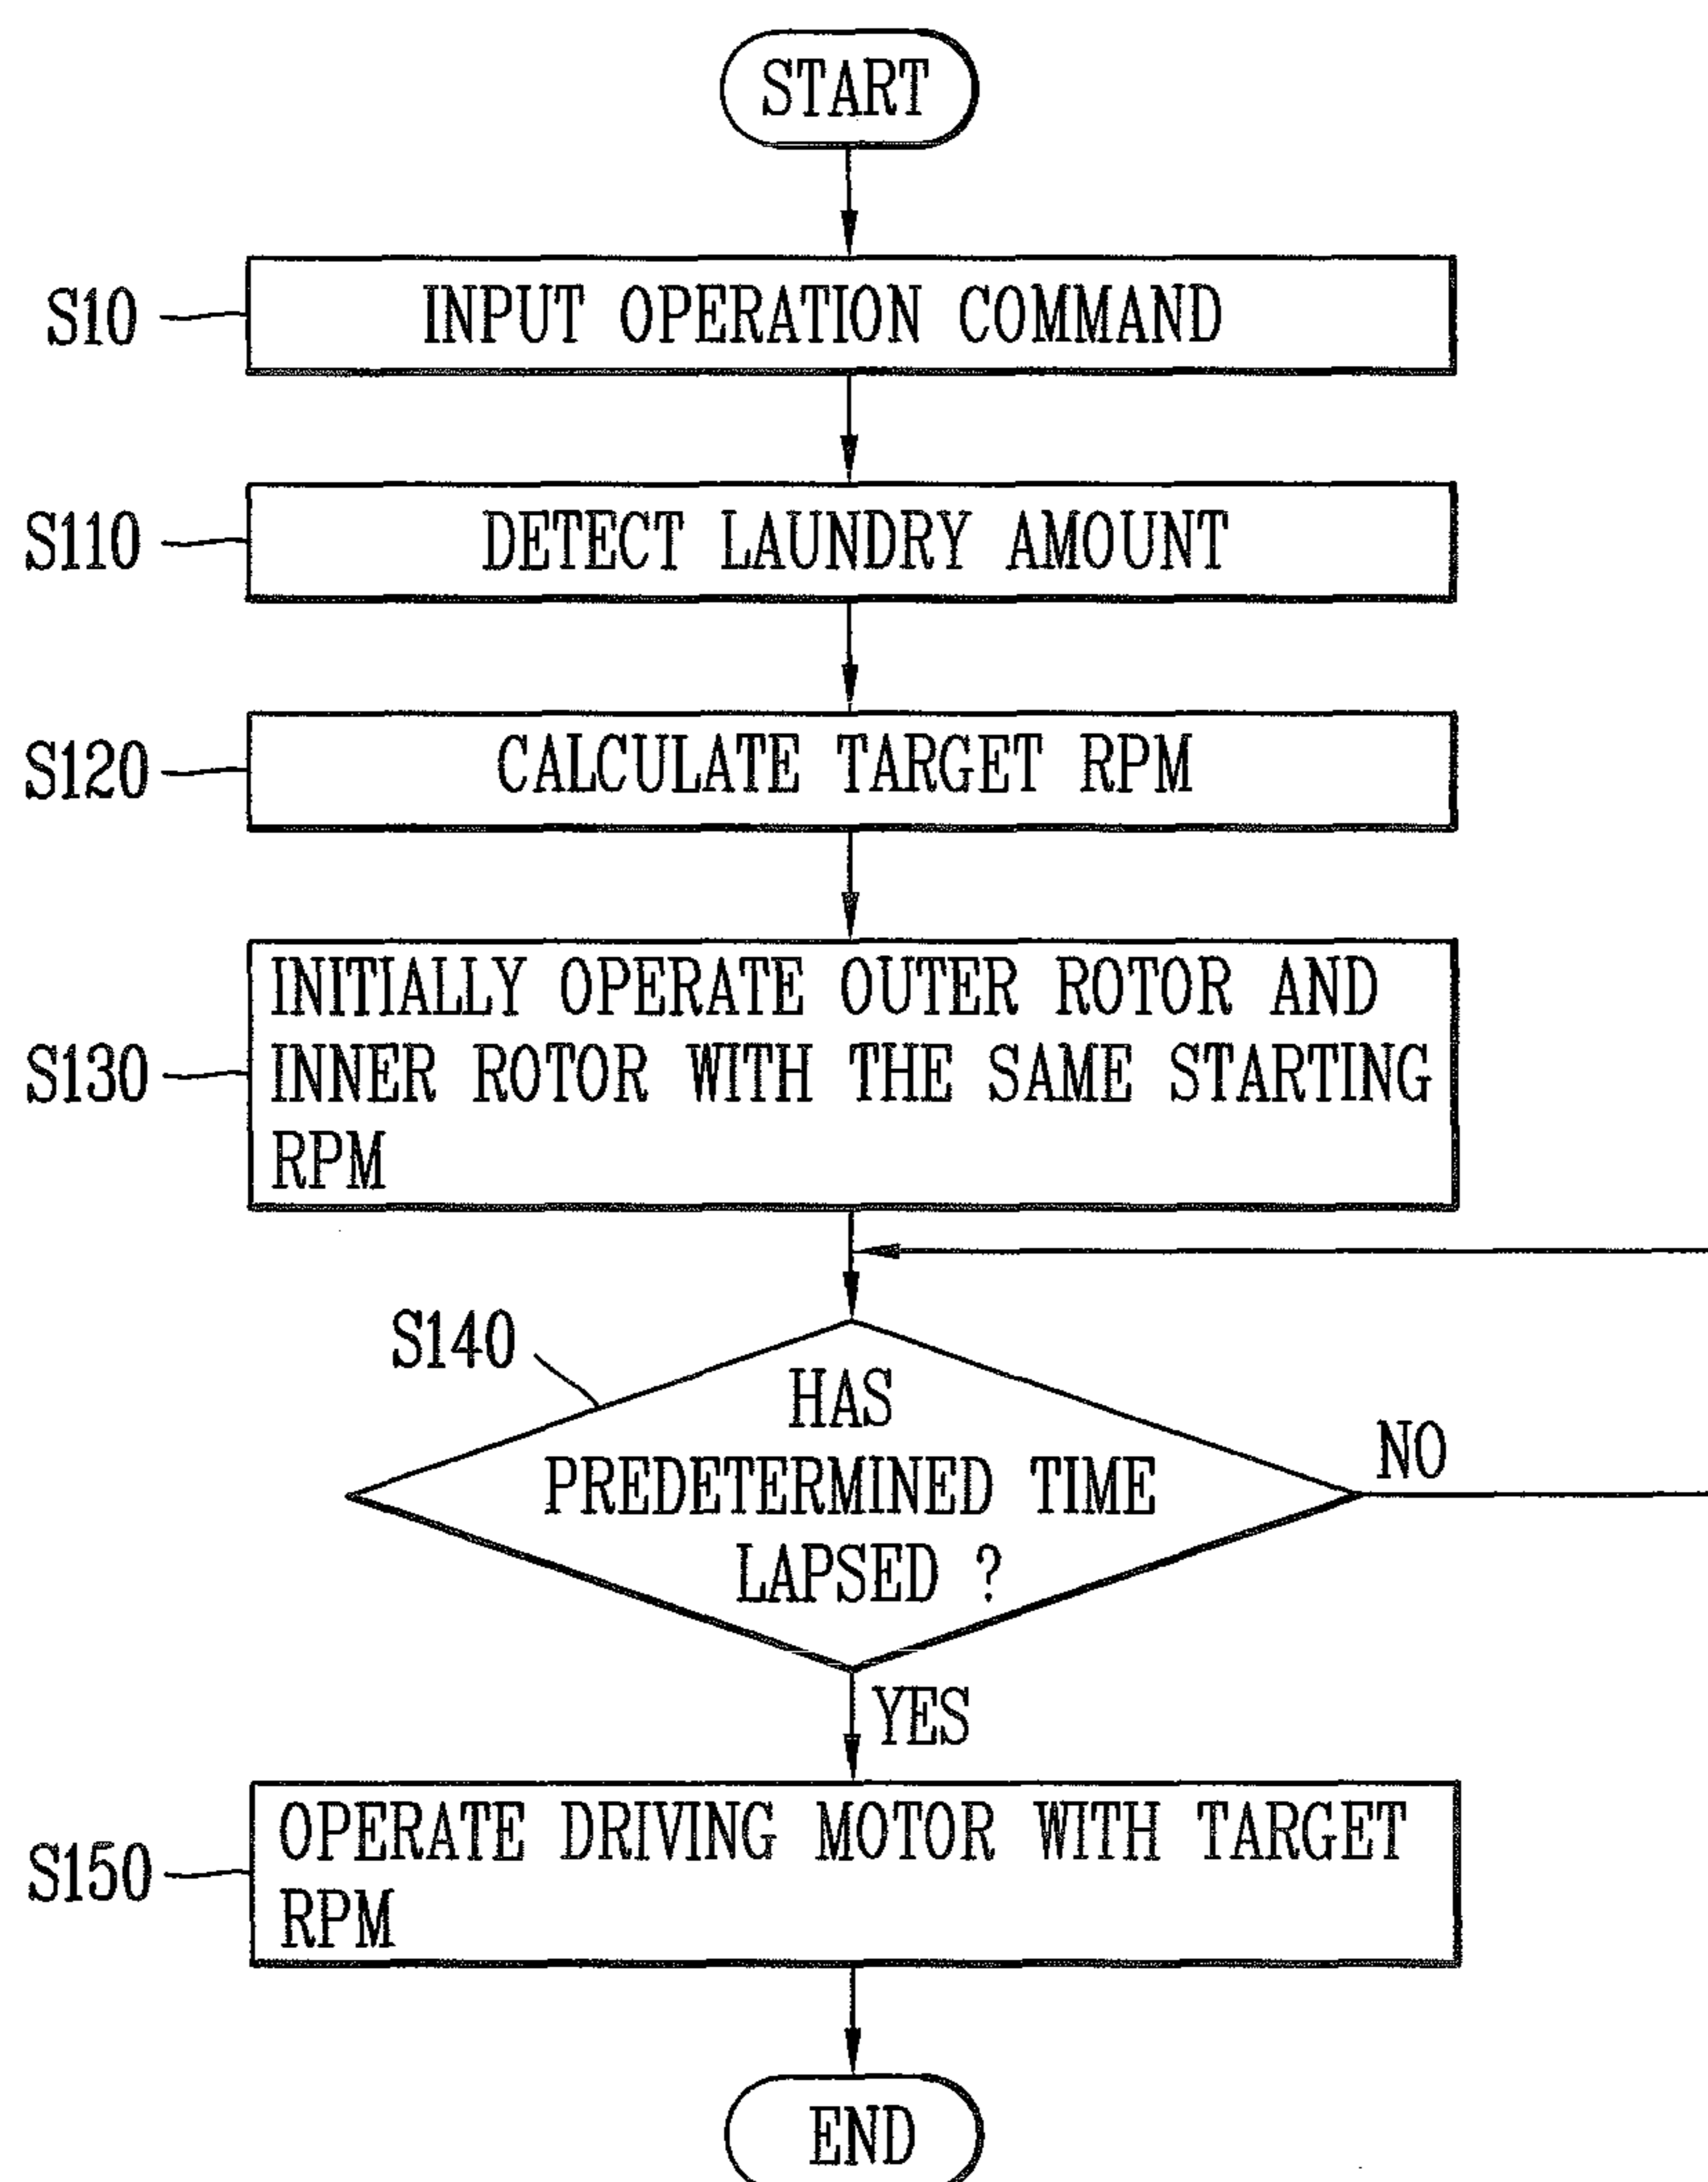 START
S10
INPUT OPERATION COMMAND
S110
DETECT LAUNDRY AMOUNT
S120
CALCULATE TARGET RPM
S130
INITIALLY OPERATE OUTER ROTOR AND
INNER ROTOR WITH THE SAME STARTING
RPM
S140
HAS
PREDETERMINED TIME
LAPSED ?
NO
YES
S150
OPERATE DRIVING MOTOR WITH TARGET
RPM
END